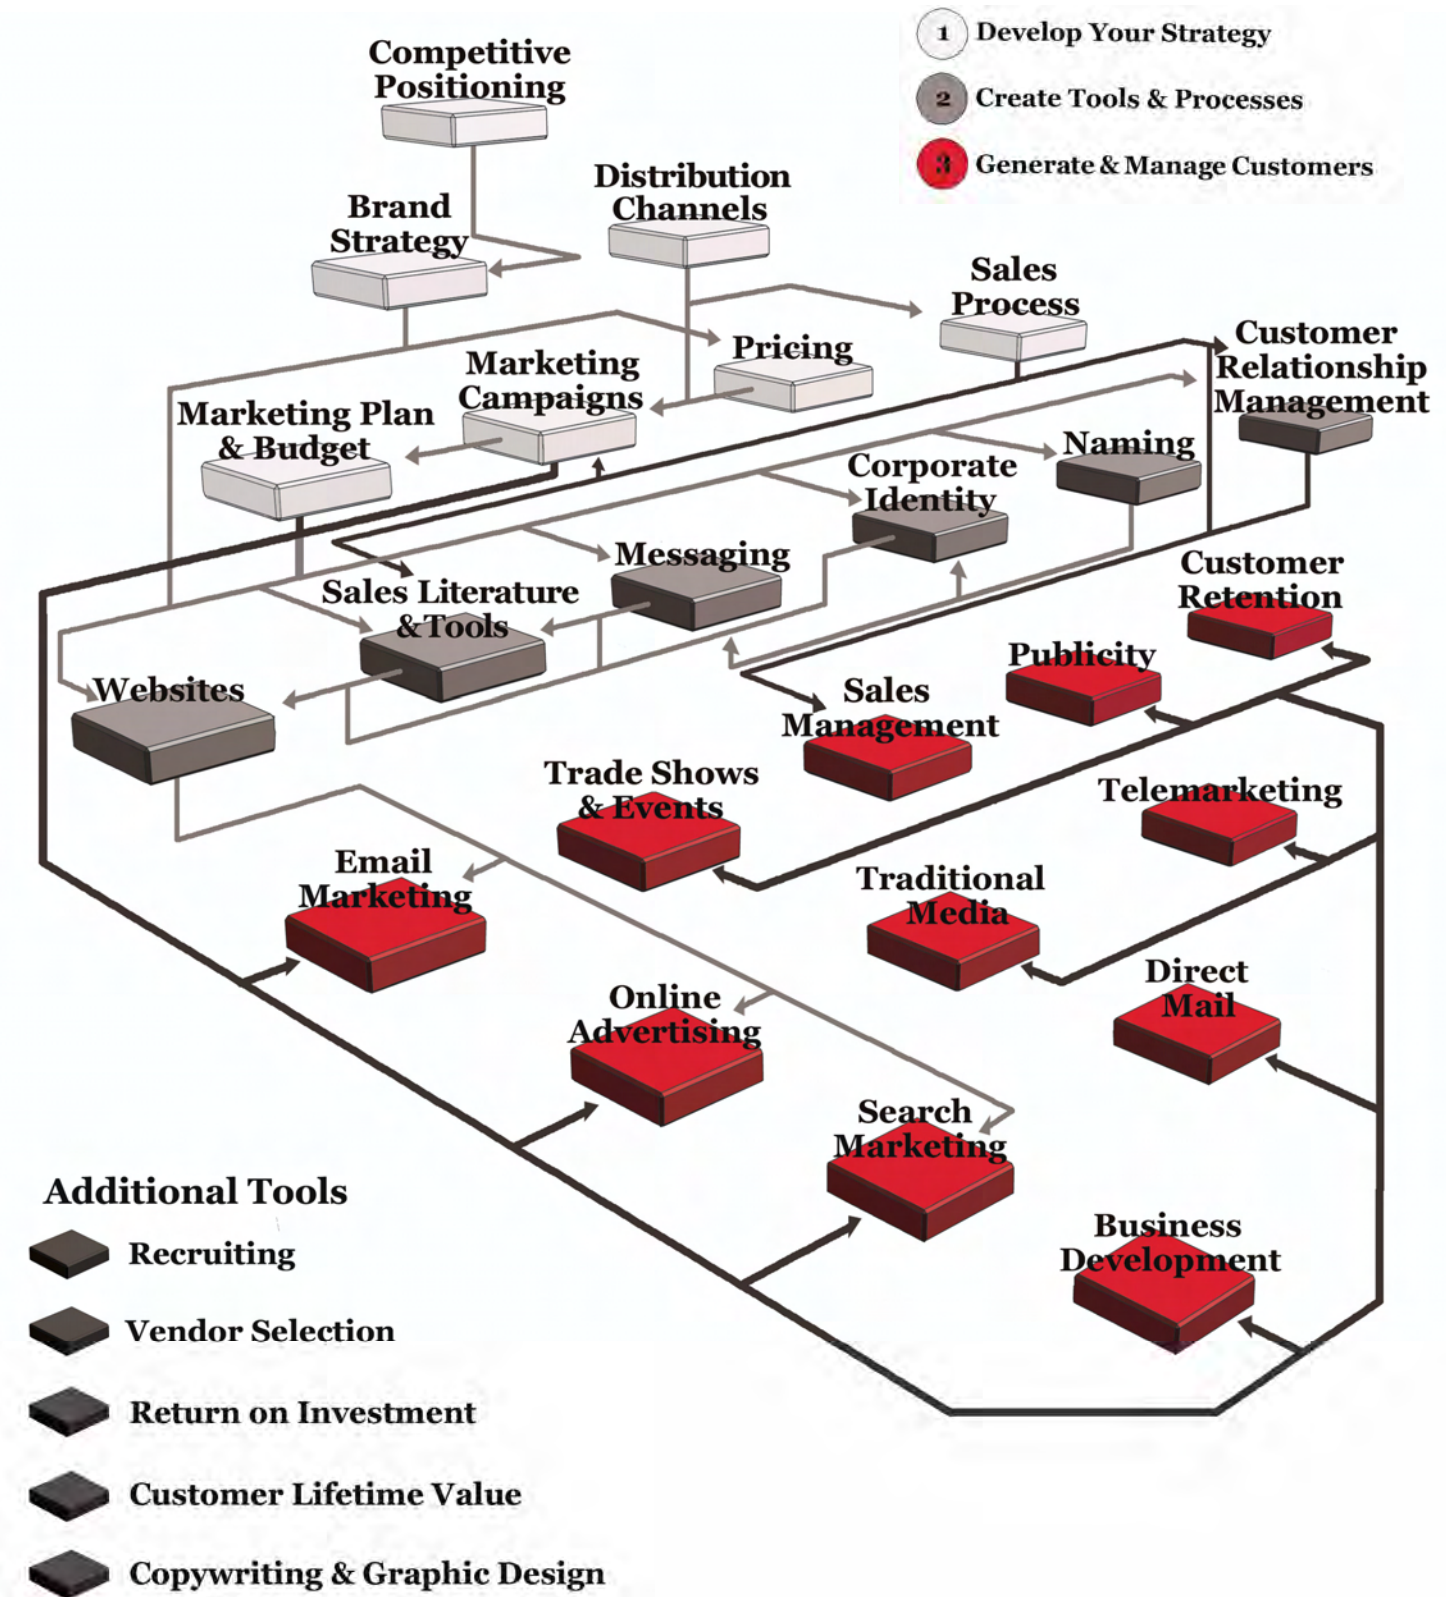 1 Develop Your Strategy
2 Create Tools & Processes
3 Generate & Manage Customers
Competitive
Positioning
Distribution
Channels
Brand
Strategy
Sales
Process
Customer
Relationship
Management
Pricing
Marketing
Campaigns
Marketing Plan
& Budget
Naming
Corporate
Identity
Messaging
Sales Literature
&Tools
Websites
Customer
Retention
Publicity
Sales
Management
Trade Shows
& Events
Telemarketing
Email
Marketing
Traditional
Media
Direct
Mail
Online
Advertising
Search
Marketing
Business
Development
Additional Tools
Recruiting
Vendor Selection
Return on Investment
Customer Lifetime Value
Copywriting & Graphic Design